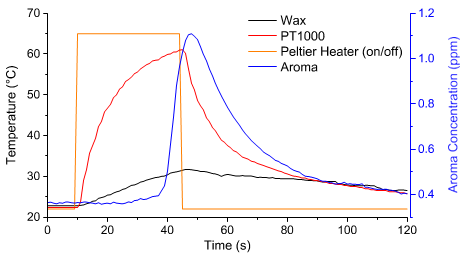 Wax
PT1000
Peltier Heater (on/off)
Aroma
Temperature (°C)
70
60
50
40
30
20
0
20
40
60
80
100
120
Time (s)
1.2
1.0
0.8
0.6
0.4
Aroma Concentration (ppm)